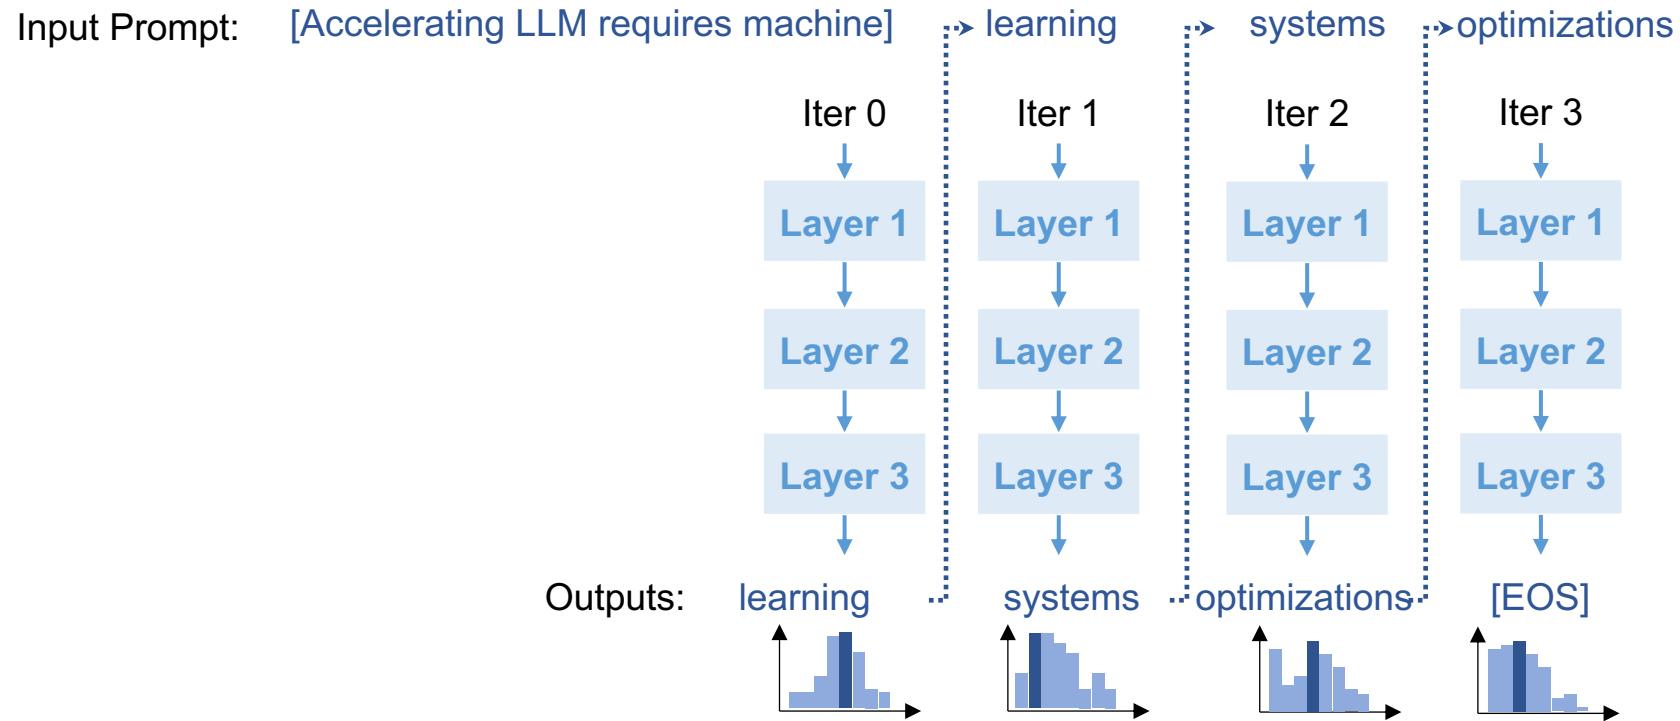 Input Prompt: [Accelerating LLM requires machine] learning systems optimizations
Iter 0 Iter 1 Iter 2 Iter 3
Layer 1 Layer 1 Layer 1 Layer 1
Layer 2 Layer 2 Layer 2 Layer 2
Layer 3 Layer 3 Layer 3 Layer 3
Outputs: learning systems optimizations [EOS]